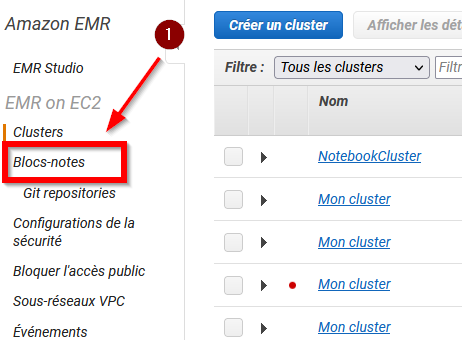 Amazon EMR
EMR Studio
EMR on EC2
Clusters
Blocs-notes
Git repositories
Configurations de la
sécurité
Bloquer l'accès public
Sous-réseaux VPC
Événements
1
Créer un cluster
Afficher les dét
Filtre :
Tous les clusters
Filtr
Nom
NotebookCluster
Mon cluster
Mon cluster
Mon cluster
Mon cluster